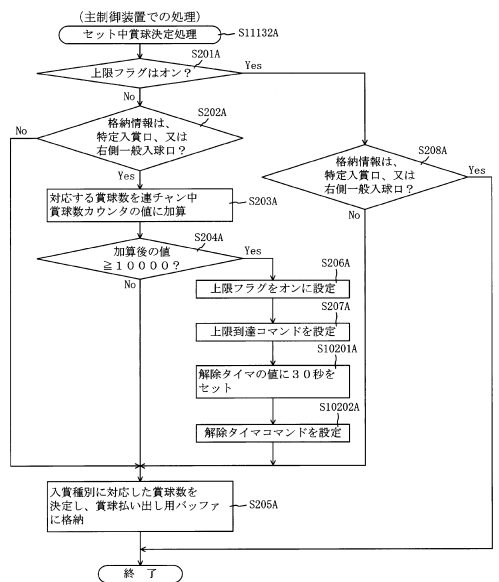 (主制御装置での処理)
セット中賞球決定処理
S11132A
S201A
上限フラグはオン?
Yes
No
S202A
格納情報は、
特定入賞口、又は
右側一般入球口?
No
Yes
S208A
格納情報は、
特定入賞口、又は
右側一般入球口?
Yes
No
対応する賞球数を連チャン中
賞球数カウンタの値に加算
S203A
S204A
加算後の値
≧10000?
Yes
No
S206A
上限フラグをオンに設定
S207A
上限到達コマンドを設定
S10201A
解除タイマの値に30秒を
セット
S10202A
解除タイマコマンドを設定
入賞種別に対応した賞球数を
決定し、賞球払い出し用バッファ
に格納
S205A
終 了